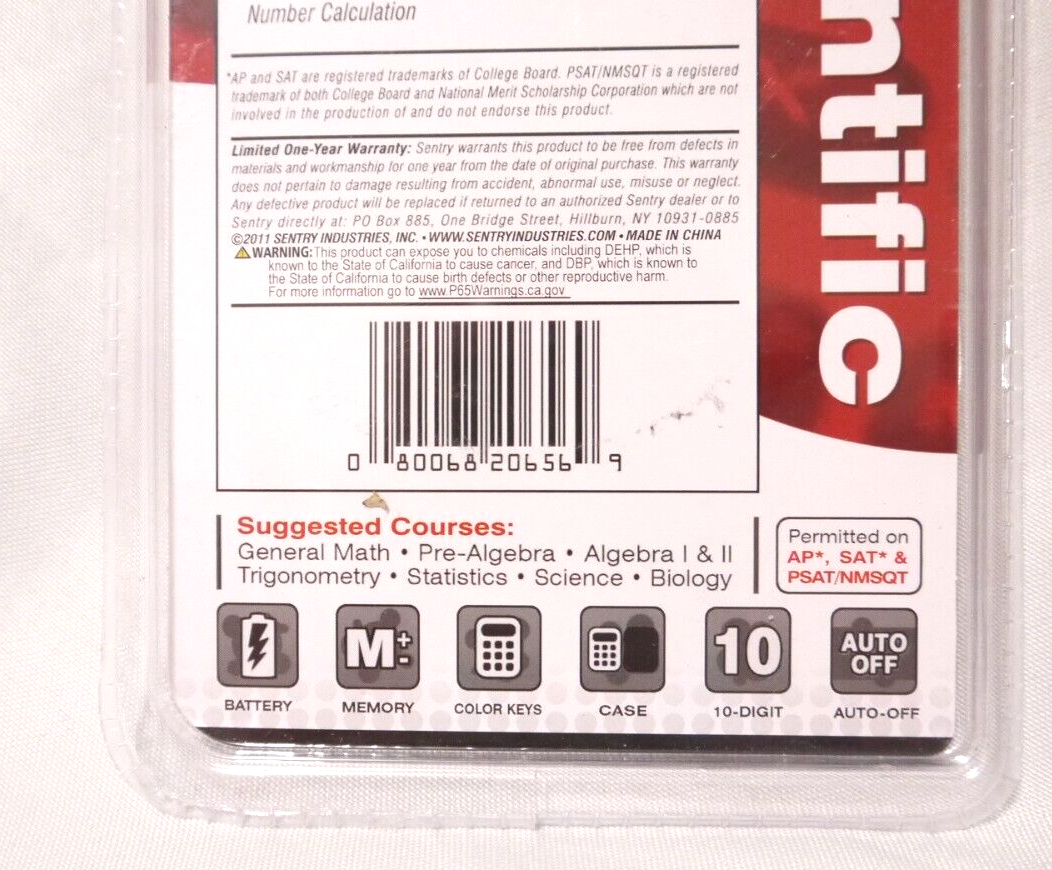 Number Calculation
*AP and SAT are registered trademarks of College Board. PSAT/NMSQT is a registered
trademark of both College Board and National Merit Scholarship Corporation which are not
involved in the production of and do not endorse this product.
Limited One-Year Warranty: Sentry warrants this product to be free from defects in
materials and workmanship for one year from the date of original purchase. This warranty
does not pertain to damage resulting from accident, abnormal use, misuse or neglect.
Any defective product will be replaced if returned to an authorized Sentry dealer or to
Sentry directly at: PO Box 885, One Bridge Street, Hillburn, NY 10931-0885
©2011 SENTRY INDUSTRIES, INC. • WWW.SENTRYINDUSTRIES.COM • MADE IN CHINA
WARNING: This product can expose you to chemicals including DEHP, which is
known to the State of California to cause cancer, and DBP, which is known to
the State of California to cause birth defects or other reproductive harm.
For more information go to www.P65Warnings.ca.gov
0 80068 20656 9
ntific
Suggested Courses:
General Math • Pre-Algebra • Algebra I & II
Trigonometry • Statistics • Science • Biology
Permitted on
AP*, SAT* &
PSAT/NMSQT
M+-
10
AUTO
OFF
BATTERY
MEMORY
COLOR KEYS
CASE
10-DIGIT
AUTO-OFF